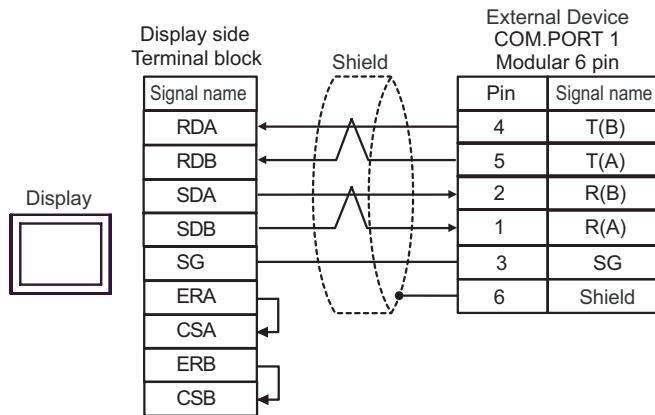 External Device
COM.PORT 1
Modular 6 pin
Display side
Terminal block
Shield
Signal name
Pin
Signal name
RDA
4
T(B)
RDB
5
T(A)
SDA
2
R(B)
Display
SDB
1
R(A)
SG
3
SG
ERA
6
Shield
CSA
ERB
CSB